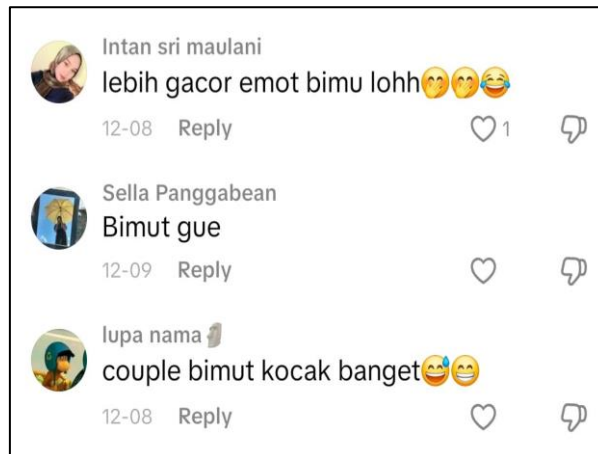 Intan sri maulani
lebih gacor emot bimu lohh🤭🤭😂
12-08 Reply 1
Sella Panggabean
Bimut gue
12-09 Reply
lupa nama🗿
couple bimut kocak banget😅😁
12-08 Reply